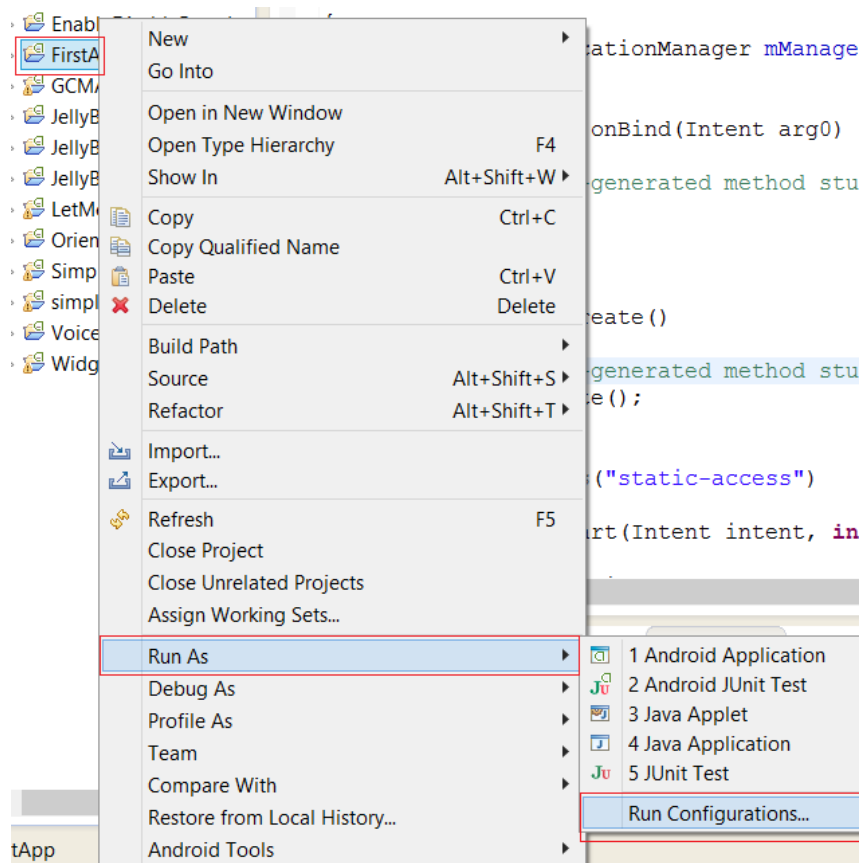 Enabl
FirstA
GCMA
JellyB
JellyB
JellyB
LetMe
Orien
Simp
simpl
Voice
Widg
tApp
New
Go Into
Open in New Window
Open Type Hierarchy F4
Show In Alt+Shift+W
Copy Ctrl+C
Copy Qualified Name
Paste Ctrl+V
Delete Delete
Build Path
Source Alt+Shift+S
Refactor Alt+Shift+T
Import...
Export...
Refresh F5
Close Project
Close Unrelated Projects
Assign Working Sets...
Run As
Debug As
Profile As
Team
Compare With
Restore from Local History...
Android Tools
cationManager mManage
onBind(Intent arg0)
-generated method stu
reate()
-generated method stu
te();
s("static-access")
art(Intent intent, in
1 Android Application
2 Android JUnit Test
3 Java Applet
4 Java Application
5 JUnit Test
Run Configurations...